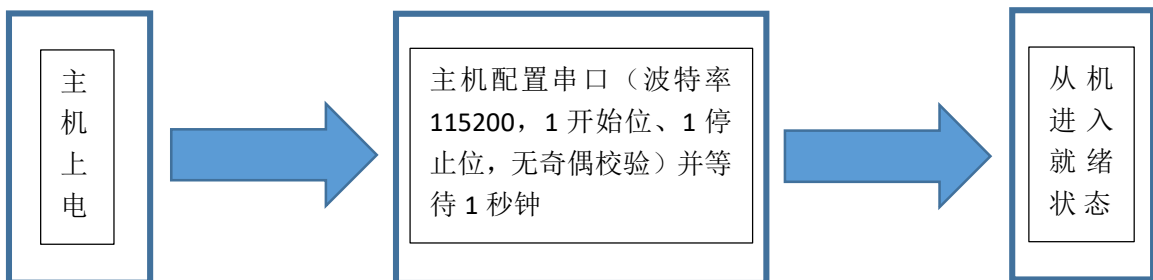 主
机
上
电
主机配置串口（波特率
115200，1 开始位、1 停
止位，无奇偶校验）并等
待 1 秒钟
从机
进入
就绪
状态